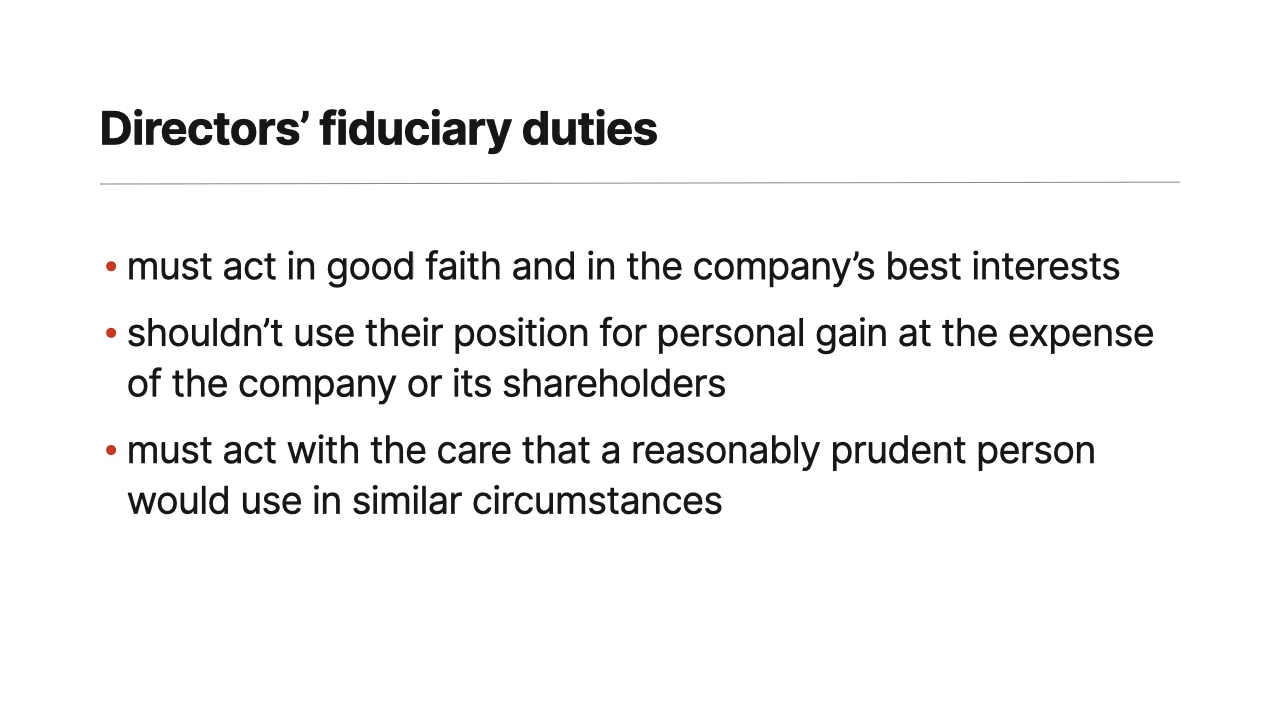 Directors’ fiduciary duties
• must act in good faith and in the company’s best interests
• shouldn’t use their position for personal gain at the expense
of the company or its shareholders
• must act with the care that a reasonably prudent person
would use in similar circumstances